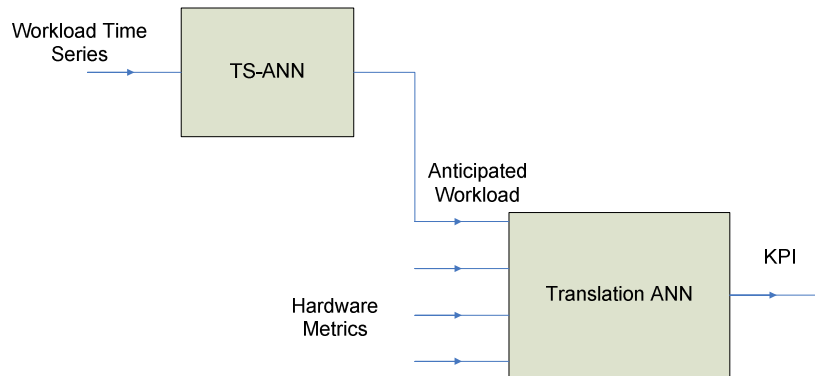 Workload Time
Series
TS-ANN
Anticipated
Workload
KPI
Translation ANN
Hardware
Metrics